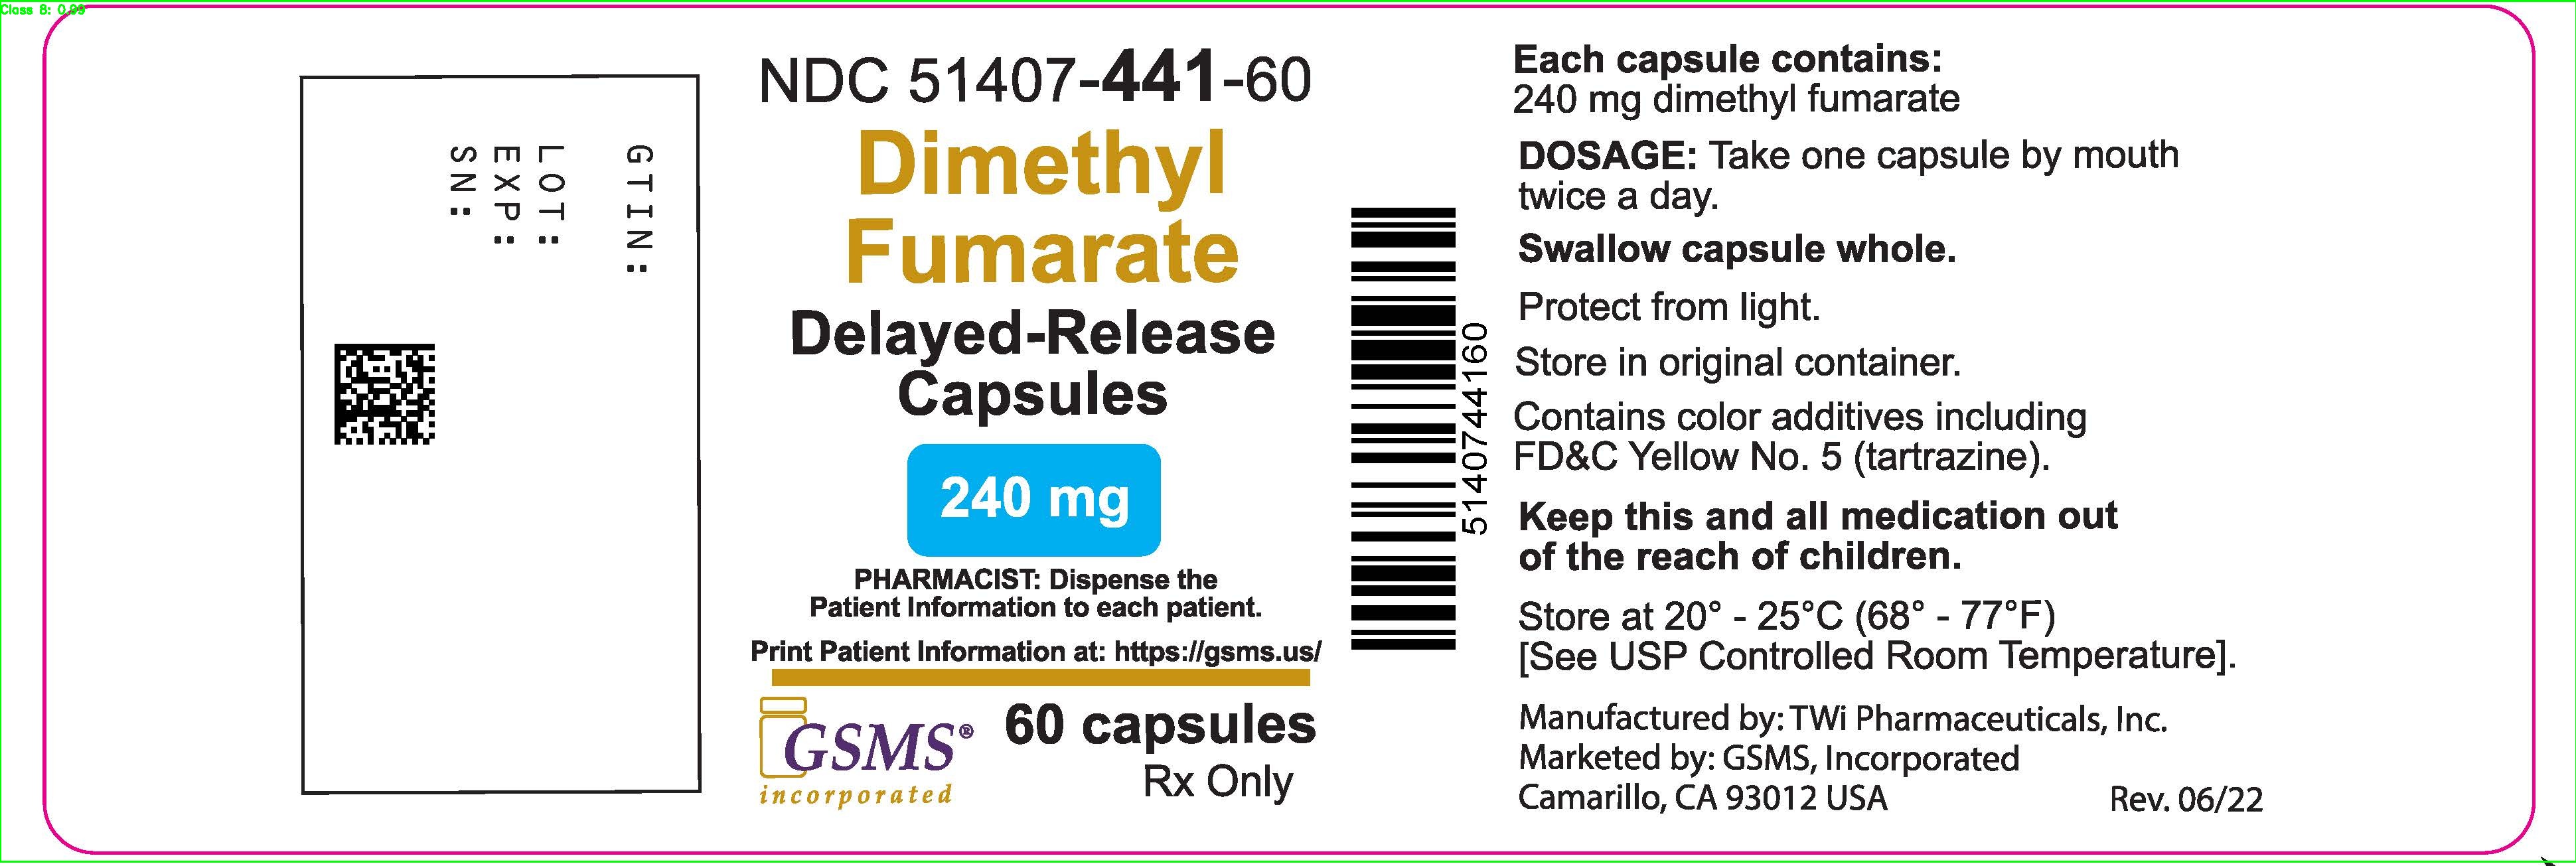 Class 8: 0.99
GTIN:
LOT:
EXP:
SN:
NDC 51407-441-60
Dimethyl
Fumarate
Delayed-Release
Capsules
240 mg
PHARMACIST: Dispense the
Patient Information to each patient.
Print Patient Information at: https://gsms.us/
GSMS®
incorporated
60 capsules
Rx Only
5140744160
Each capsule contains:
240 mg dimethyl fumarate
DOSAGE: Take one capsule by mouth
twice a day.
Swallow capsule whole.
Protect from light.
Store in original container.
Contains color additives including
FD&C Yellow No. 5 (tartrazine).
Keep this and all medication out
of the reach of children.
Store at 20° - 25°C (68° - 77°F)
[See USP Controlled Room Temperature].
Manufactured by: TWi Pharmaceuticals, Inc.
Marketed by: GSMS, Incorporated
Camarillo, CA 93012 USA
Rev. 06/22